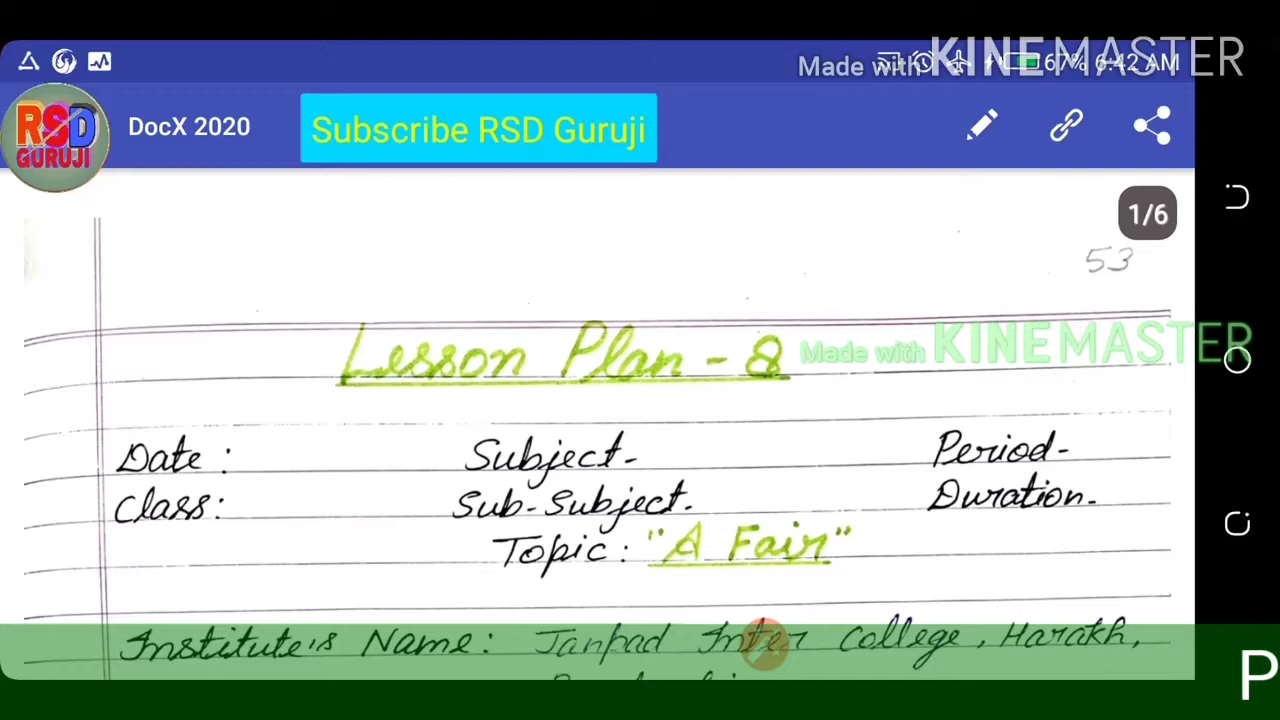 Made with KINEMASTER
67% 6:42 AM
RSD
GURUJI
DocX 2020
Subscribe RSD Guruji
1/6
53
Lesson Plan - 8
Made with KINEMASTER
Date : Subject - Period -
Class : Sub-Subject - Duration -
Topic : "A Fair"
Institute's Name : Janpad Inter College, Harakh,
P